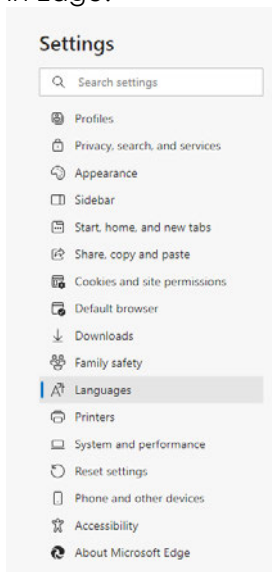 in Edge.
Settings
Search settings
Profiles
Privacy, search, and services
Appearance
Sidebar
Start, home, and new tabs
Share, copy and paste
Cookies and site permissions
Default browser
Downloads
Family safety
Languages
Printers
System and performance
Reset settings
Phone and other devices
Accessibility
About Microsoft Edge